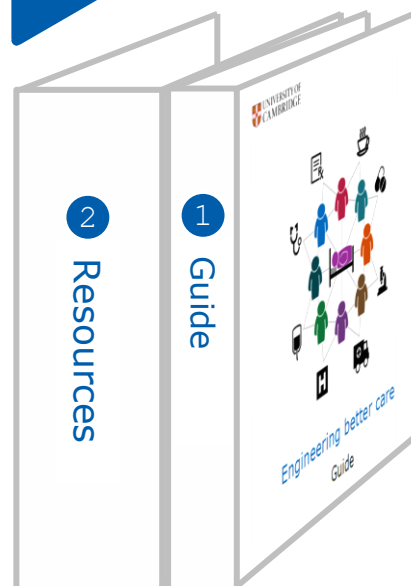 2 Resources
1 Guide
UNIVERSITY OF
CAMBRIDGE
H
Engineering better care
Guide